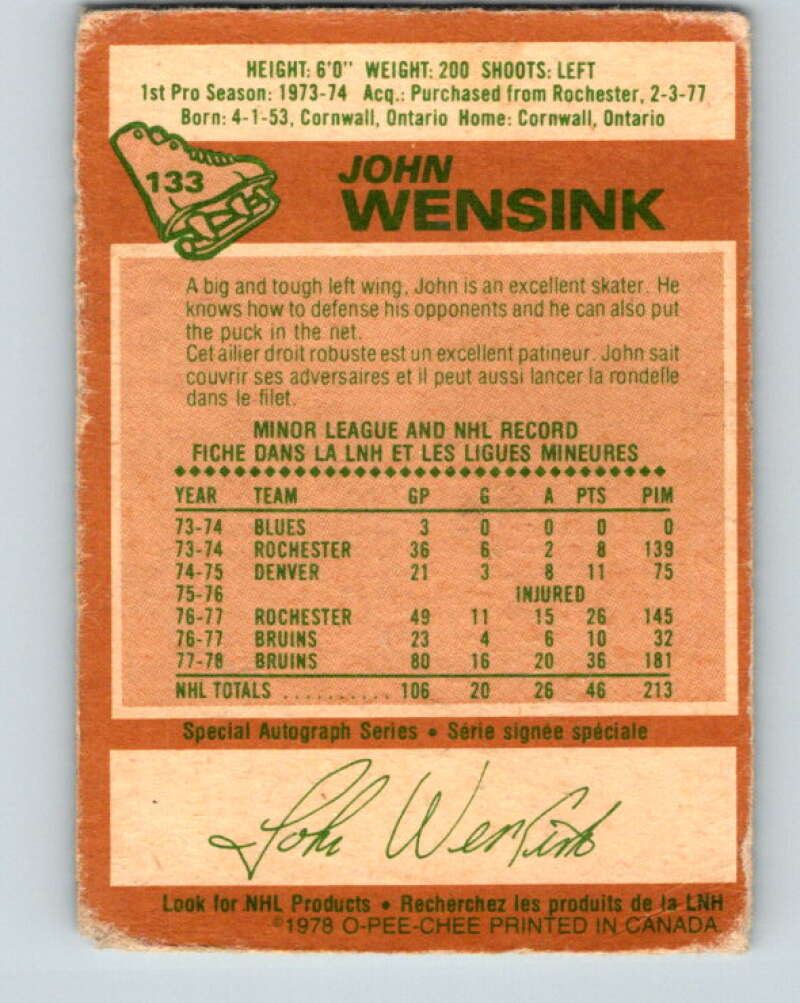 HEIGHT: 6'0" WEIGHT: 200 SHOOTS: LEFT
1st Pro Season: 1973-74 Acq.: Purchased from Rochester, 2-3-77
Born: 4-1-53, Cornwall, Ontario Home: Cornwall, Ontario
133
JOHN
WENSINK
A big and tough left wing, John is an excellent skater. He
knows how to defense his opponents and he can also put
the puck in the net.
Cet ailier droit robuste est un excellent patineur. John sait
couvrir ses adversaires et il peut aussi lancer la rondelle
dans le filet.
MINOR LEAGUE AND NHL RECORD
FICHE DANS LA LNH ET LES LIGUES MINEURES
YEAR TEAM GP G A PTS PIM
73-74 BLUES 3 0 0 0 0
73-74 ROCHESTER 36 6 2 8 139
74-75 DENVER 21 3 8 11 75
75-76 INJURED
76-77 ROCHESTER 49 11 15 26 145
76-77 BRUINS 23 4 6 10 32
77-78 BRUINS 80 16 20 36 181
NHL TOTALS .......... 106 20 26 46 213
Special Autograph Series • Série signée spéciale
John Wensink
Look for NHL Products • Recherchez les produits de la LNH
©1978 O-PEE-CHEE PRINTED IN CANADA